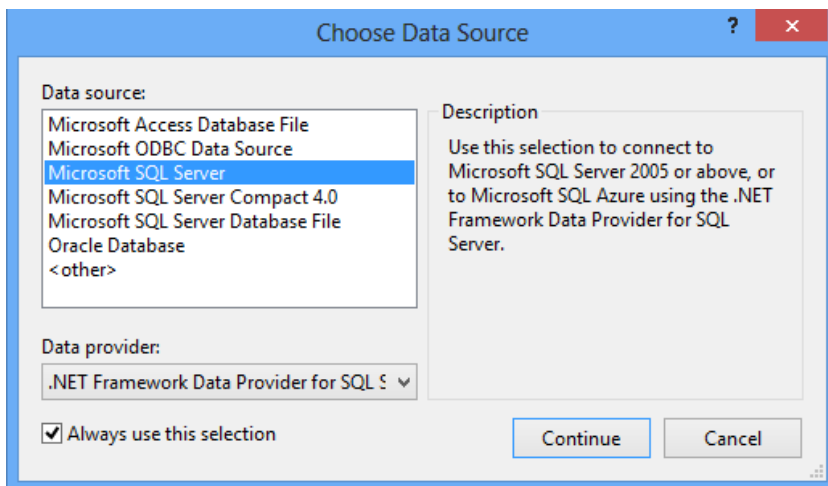 Choose Data Source
?
Data source:
Microsoft Access Database File
Microsoft ODBC Data Source
Microsoft SQL Server
Microsoft SQL Server Compact 4.0
Microsoft SQL Server Database File
Oracle Database
<other>
Description
Use this selection to connect to
Microsoft SQL Server 2005 or above, or
to Microsoft SQL Azure using the .NET
Framework Data Provider for SQL
Server.
Data provider:
.NET Framework Data Provider for SQL S
Always use this selection
Continue
Cancel